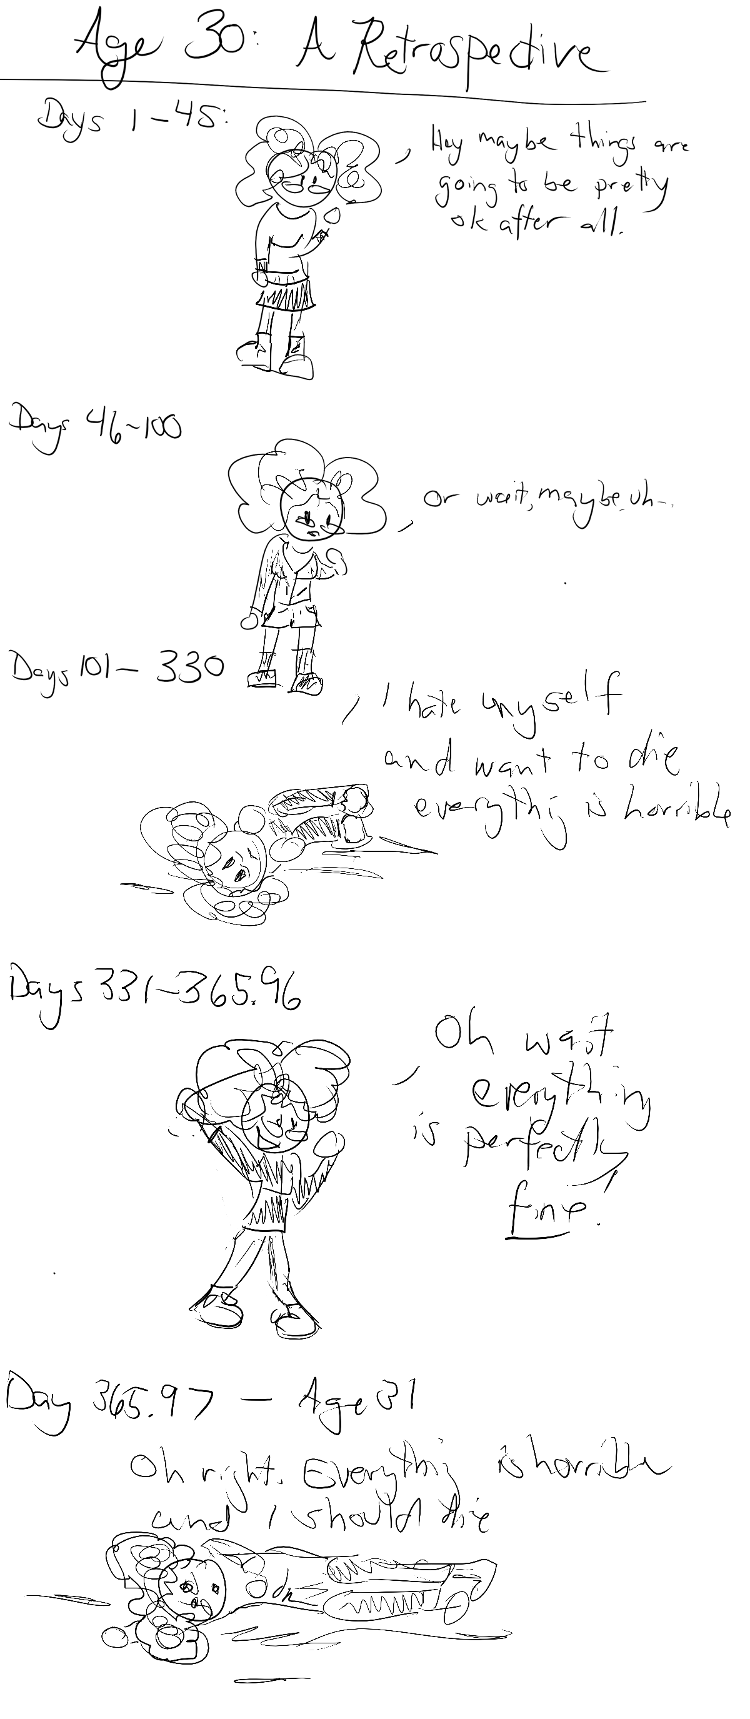 Age 30: A Retrospective
Days 1-45:
Hey maybe things are
going to be pretty
ok after all.
Days 46-100
Or wait, maybe, uh...
Days 101-330
I hate myself
and want to die
everything is horrible
Days 331-365.96
Oh wait
everything
is perfectly
fine!
Day 365.97 - Age 31
Oh right. Everything is horrible
and I should die